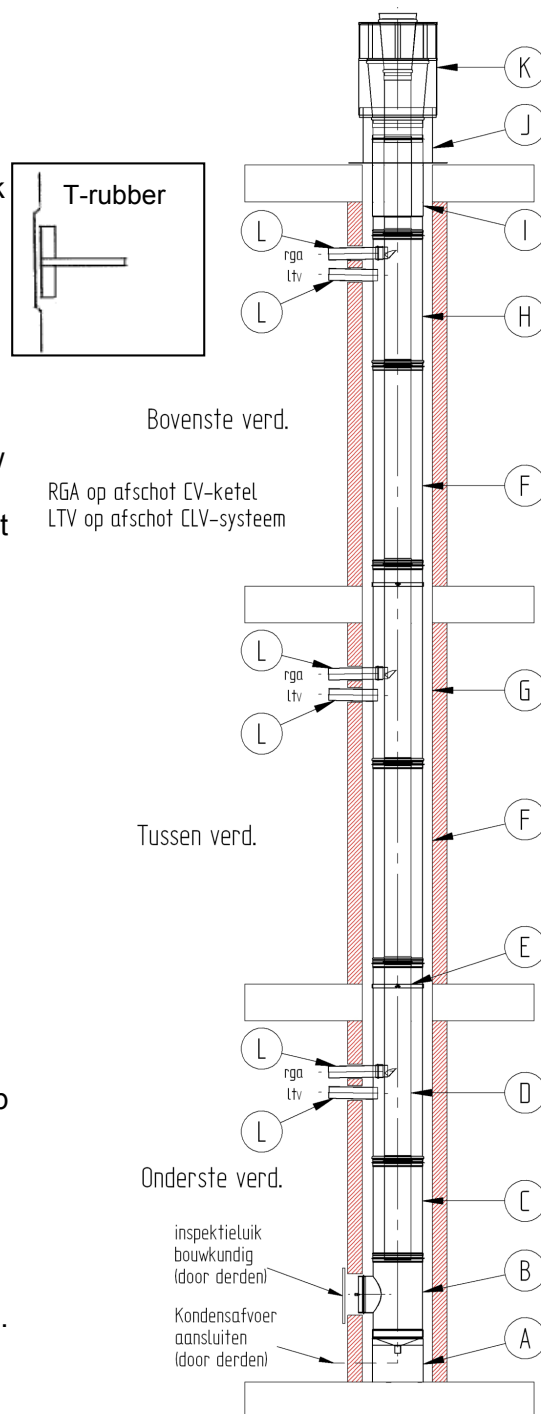 K
J
k
T-rubber
I
L
rga
ltv
L
H
Bovenste verd.
F
RGA op afschot CV-ketel
LTV op afschot CLV-systeem
t
L
rga
ltv
L
G
Tussen verd.
F
E
L
rga
ltv
L
D
Onderste verd.
C
inspektieluik
bouwkundig
(door derden)
B
Kondensafvoer
aansluiten
(door derden)
A
.